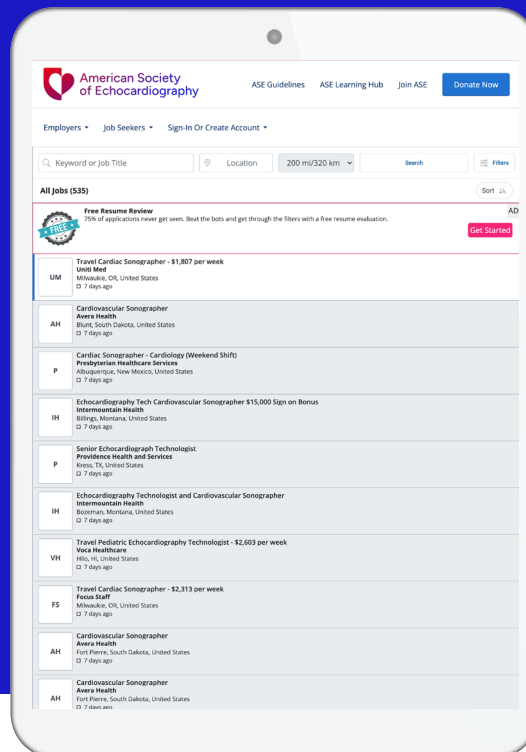 American Society
of Echocardiography
ASE Guidelines ASE Learning Hub Join ASE Donate Now
Employers Job Seekers Sign-In Or Create Account
Keyword or Job Title Location 200 mi/320 km Search Filters
All Jobs (535) Sort
AD
FREE
Free Resume Review
75% of applications never get seen. Beat the bots and get through the filters with a free resume evaluation.
Get Started
UM
Travel Cardiac Sonographer - $1,807 per week
Uniti Med
Milwaukie, OR, United States
7 days ago
AH
Cardiovascular Sonographer
Avera Health
Blunt, South Dakota, United States
7 days ago
P
Cardiac Sonographer - Cardiology (Weekend Shift)
Presbyterian Healthcare Services
Albuquerque, New Mexico, United States
7 days ago
IH
Echocardiography Tech Cardiovascular Sonographer $15,000 Sign on Bonus
Intermountain Health
Billings, Montana, United States
7 days ago
P
Senior Echocardiograph Technologist
Providence Health and Services
Kress, TX, United States
7 days ago
IH
Echocardiography Technologist and Cardiovascular Sonographer
Intermountain Health
Bozeman, Montana, United States
7 days ago
VH
Travel Pediatric Echocardiography Technologist - $2,603 per week
Voca Healthcare
Hilo, HI, United States
7 days ago
FS
Travel Cardiac Sonographer - $2,313 per week
Focus Staff
Milwaukie, OR, United States
7 days ago
AH
Cardiovascular Sonographer
Avera Health
Fort Pierre, South Dakota, United States
7 days ago
AH
Cardiovascular Sonographer
Avera Health
Fort Pierre, South Dakota, United States
7 days ago